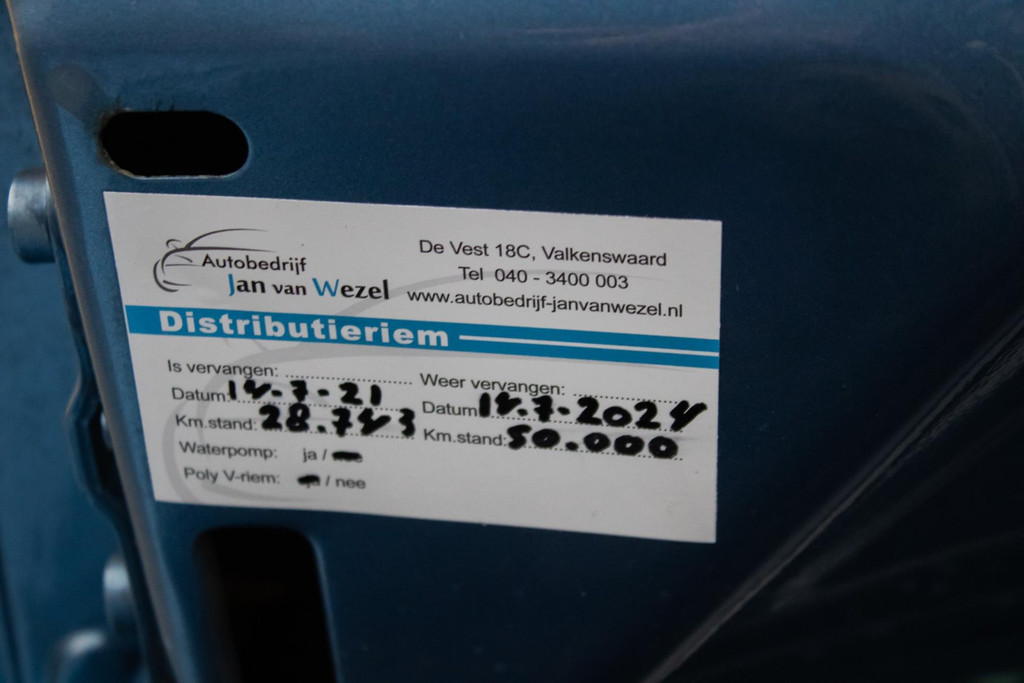 Autobedrijf
Jan van Wezel
De Vest 18C, Valkenswaard
Tel 040 - 3400 003
www.autobedrijf-janvanwezel.nl
Distributieriem
Is vervangen: Weer vervangen:
Datum: 14.7-21 Datum 14.7-2024
Km.stand: 28.743 Km.stand: 50.000
Waterpomp: ja /
Poly V-riem: / nee